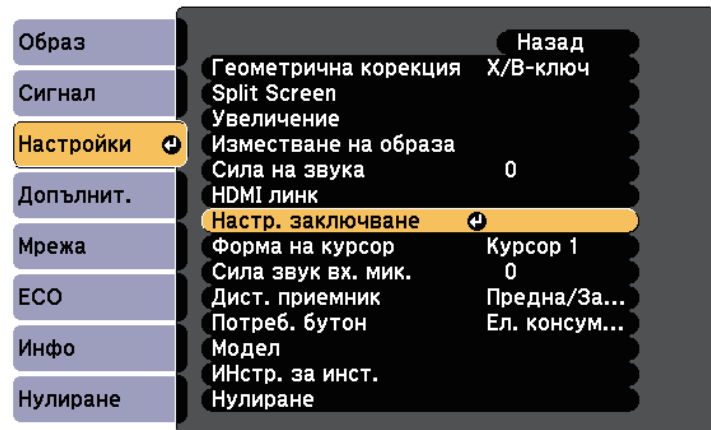 Образ
Сигнал
Настройки
Допълнит.
Мрежа
ECO
Инфо
Нулиране
Назад
Геометрична корекция Х/В-ключ
Split Screen
Увеличение
Изместване на образа
Сила на звука 0
HDMI линк
Настр. заключване
Форма на курсор Курсор 1
Сила звук вх. мик. 0
Дист. приемник Предна/За...
Потреб. бутон Ел. консум...
Модел
ИНстр. за инст.
Нулиране